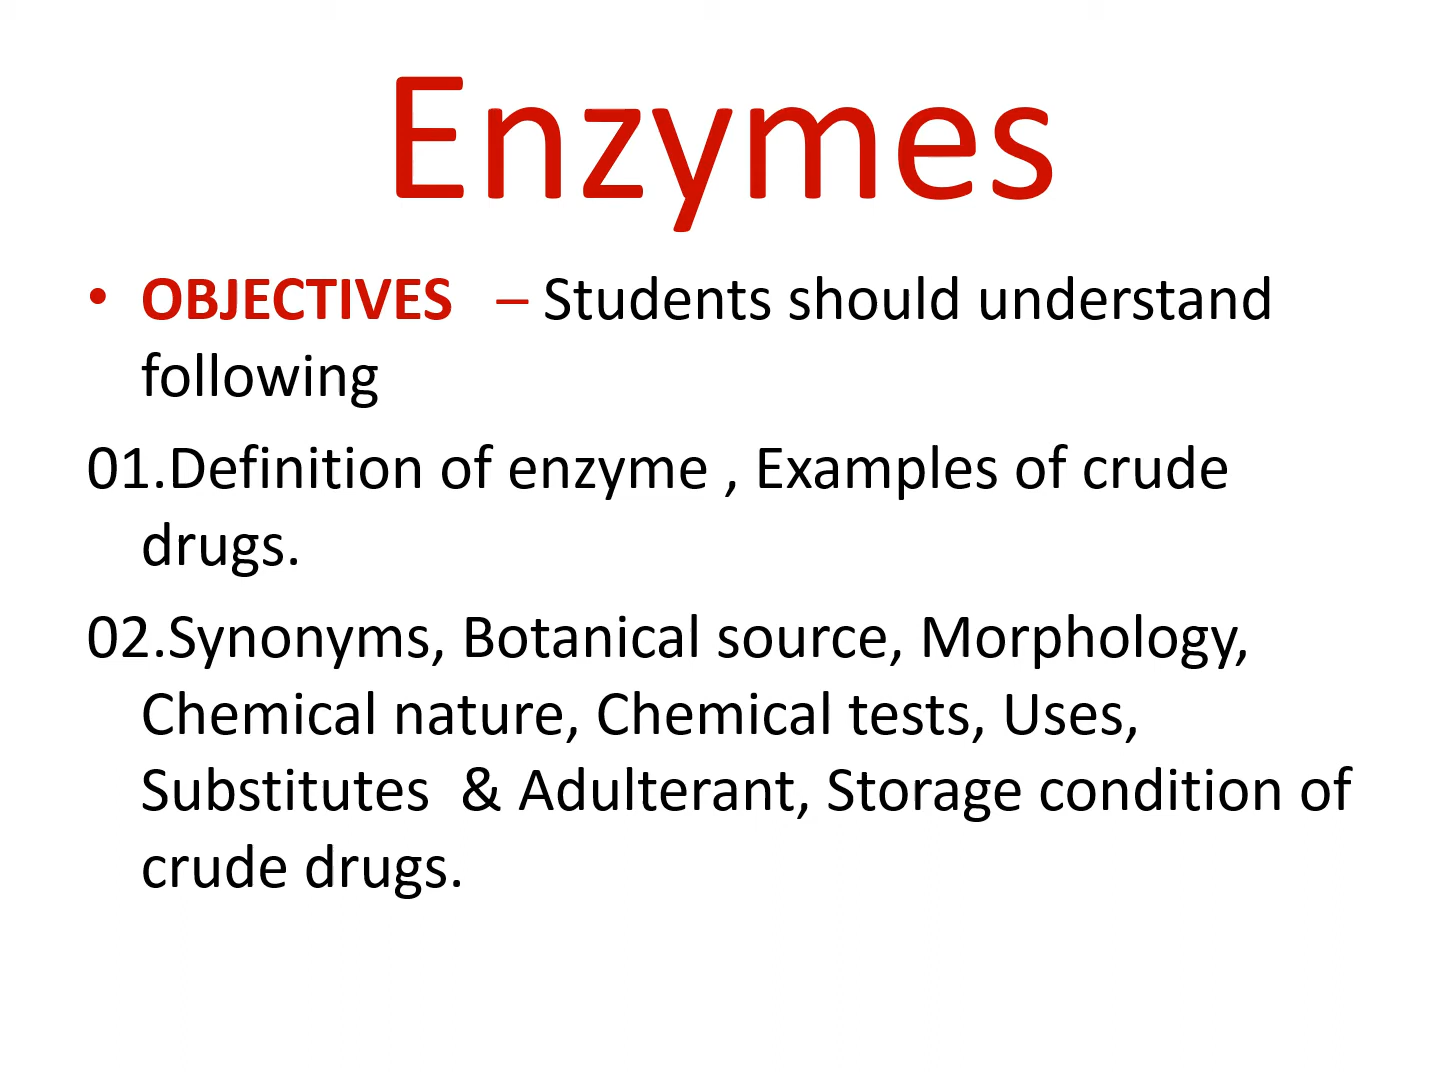 Enzymes
• OBJECTIVES – Students should understand
following
01.Definition of enzyme , Examples of crude
drugs.
02.Synonyms, Botanical source, Morphology,
Chemical nature, Chemical tests, Uses,
Substitutes & Adulterant, Storage condition of
crude drugs.